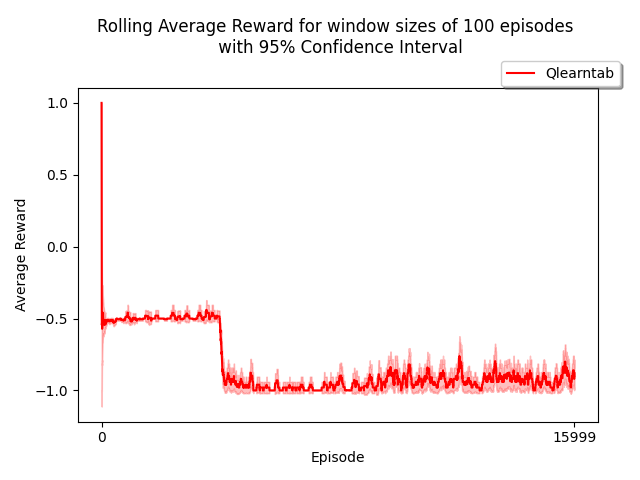 Rolling Average Reward for window sizes of 100 episodes
with 95% Confidence Interval
Qlearntab
1.0
0.5
0.0
−0.5
−1.0
Average Reward
0
15999
Episode